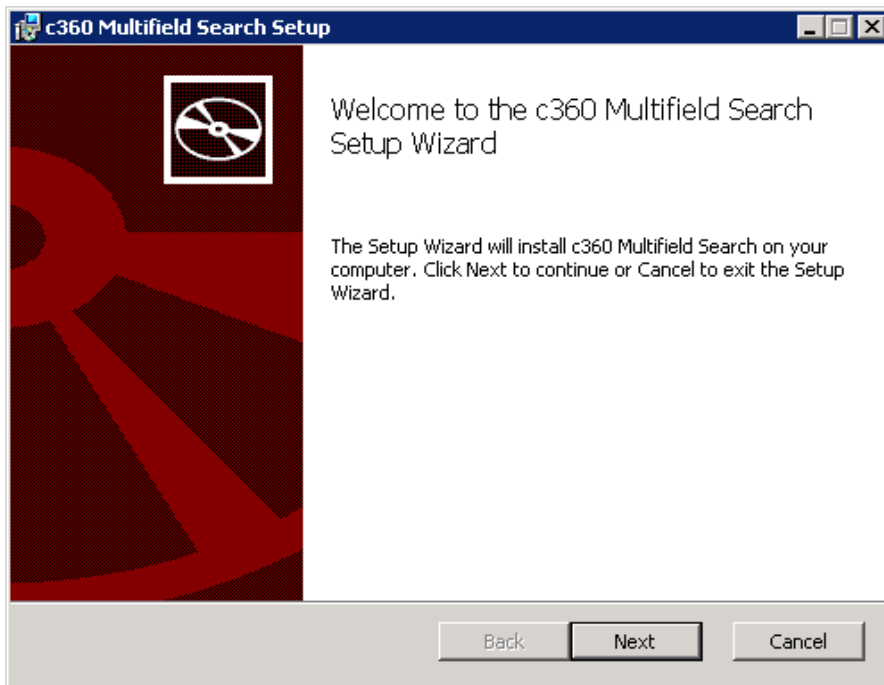 c360 Multifield Search Setup
Welcome to the c360 Multifield Search
Setup Wizard
The Setup Wizard will install c360 Multifield Search on your
computer. Click Next to continue or Cancel to exit the Setup
Wizard.
Back Next Cancel